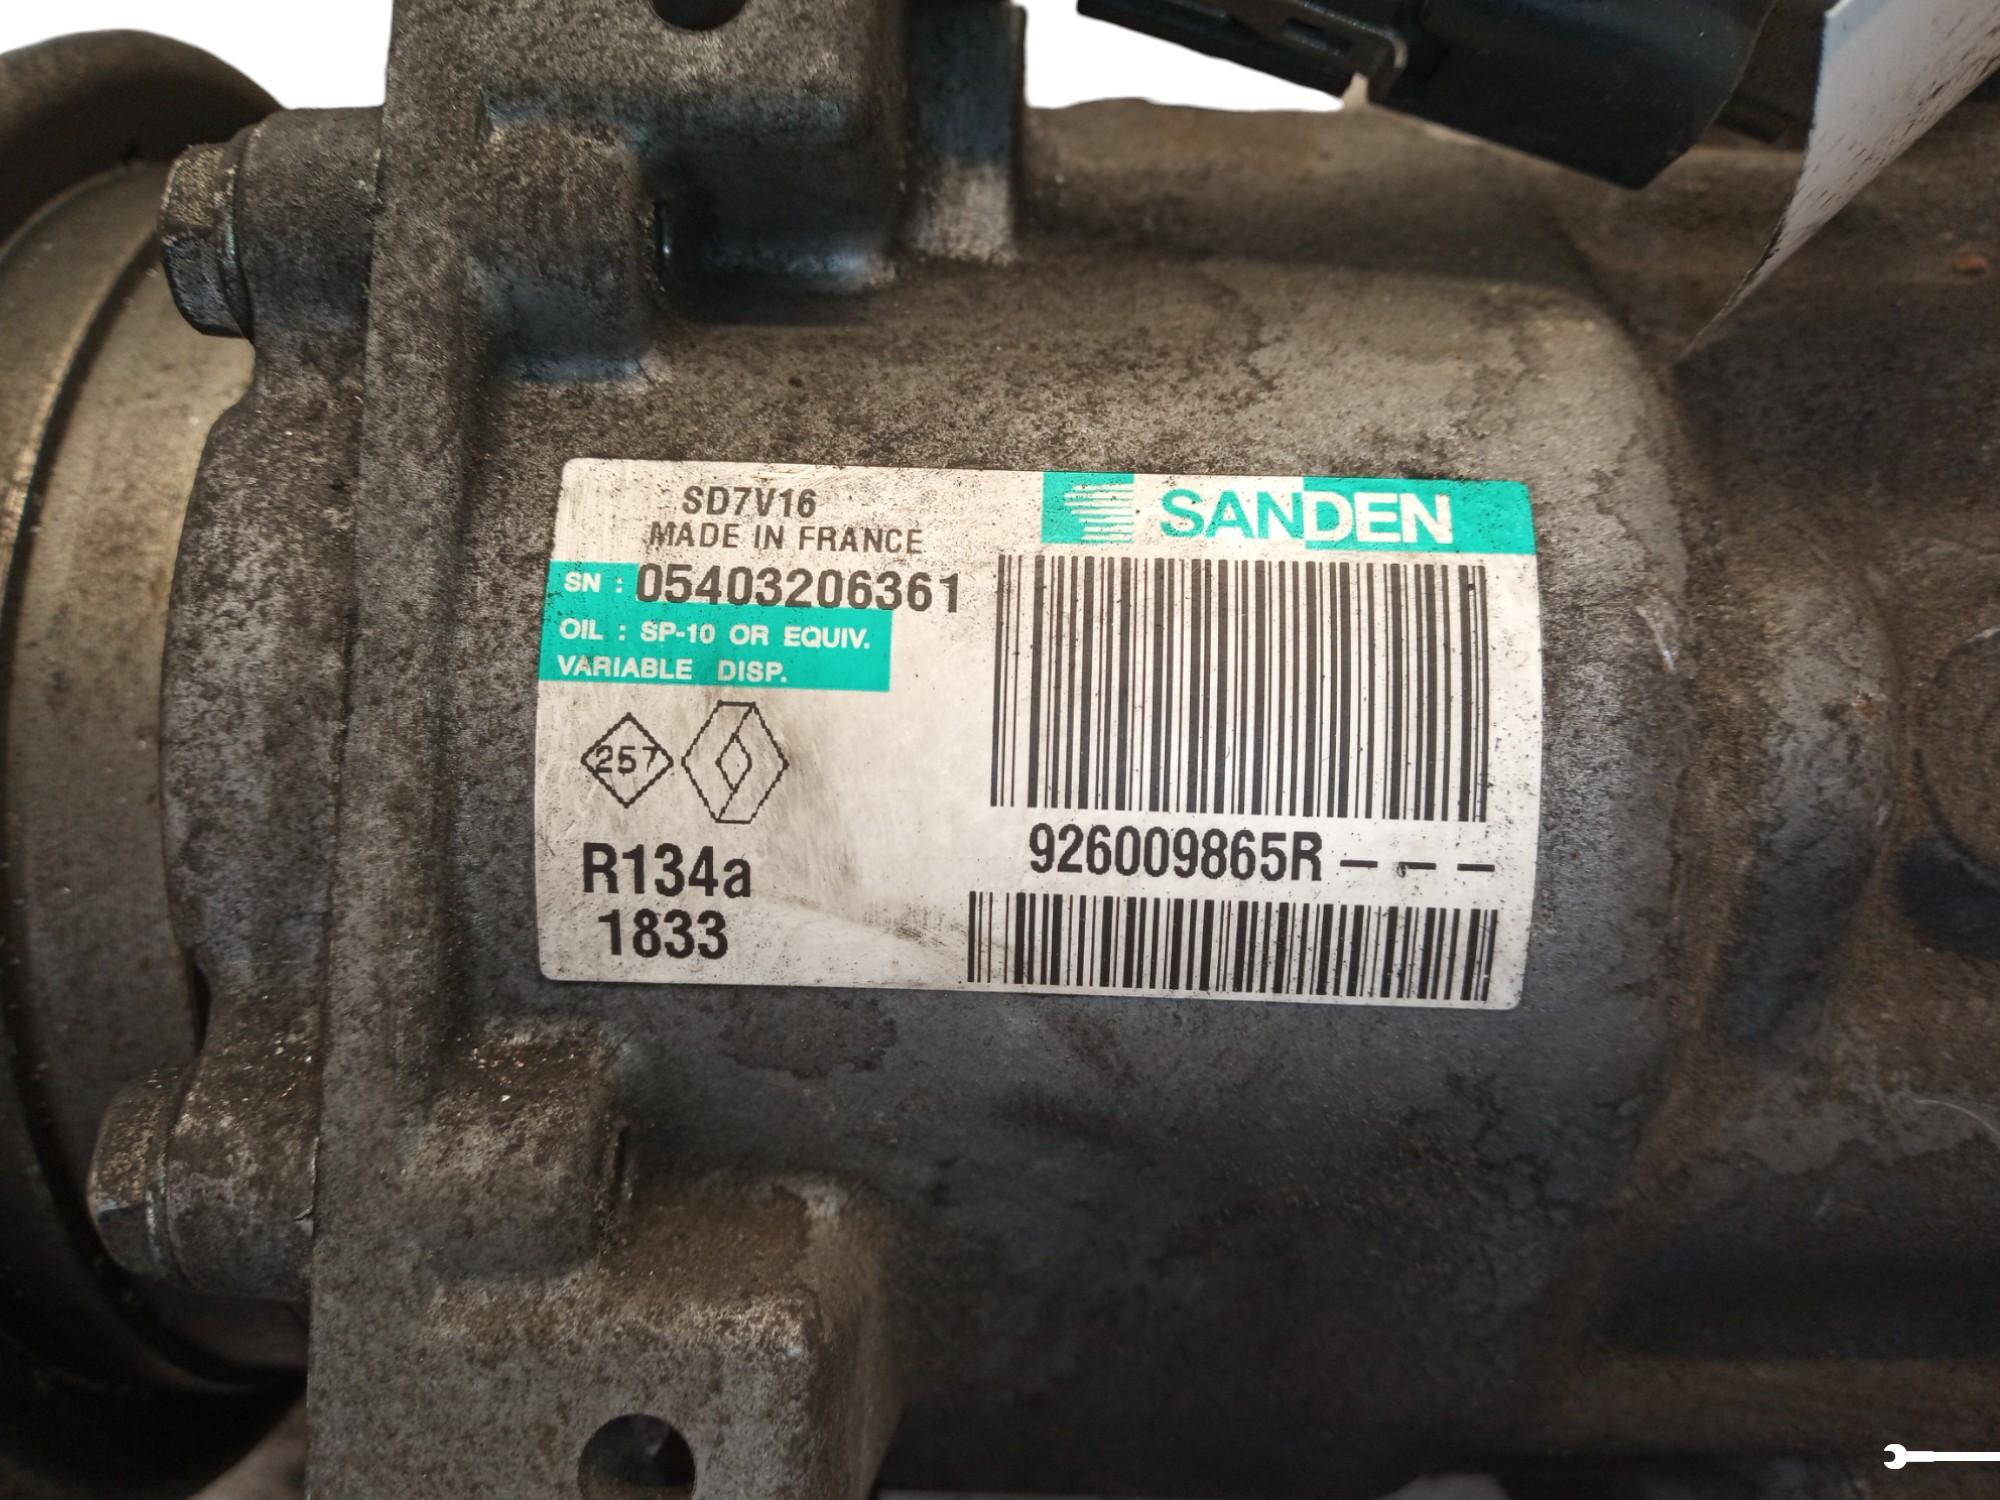 SD7V16
MADE IN FRANCE
SANDEN
SN : 05403206361
OIL : SP-10 OR EQUIV.
VARIABLE DISP.
257
R134a
1833
926009865R – – –